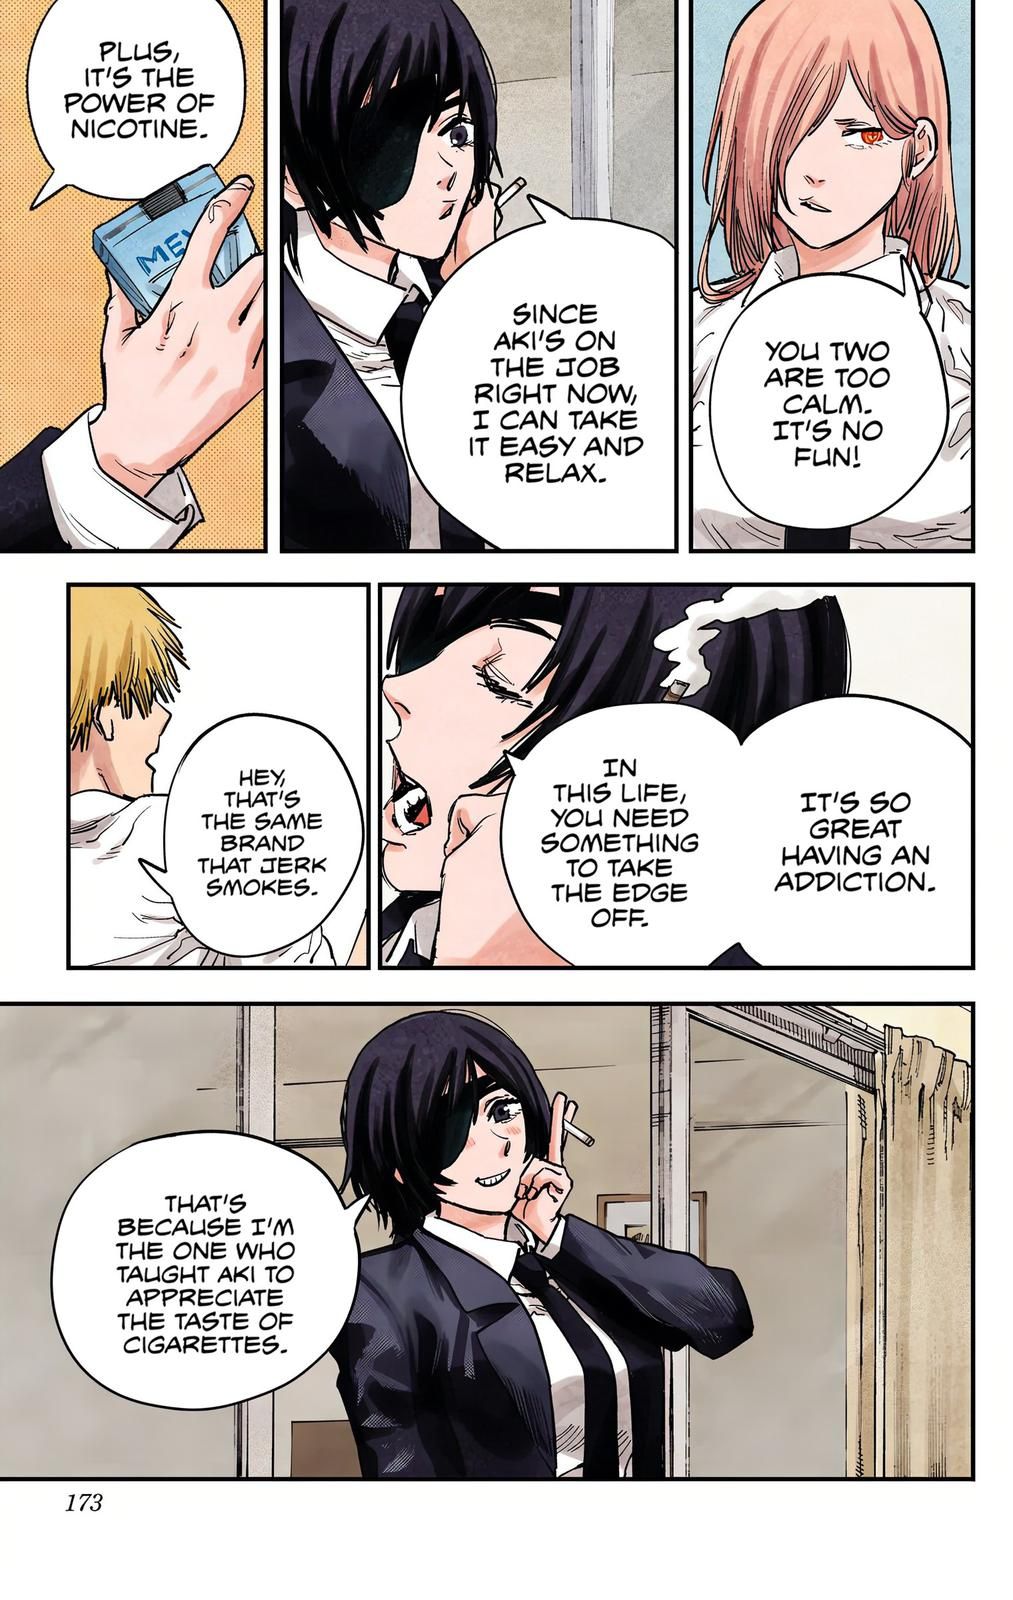 YOU TWO
ARE TOO
CALM.
IT'S NO
FUN!
SINCE
AKI'S ON
THE JOB
RIGHT NOW,
I CAN TAKE
IT EASY AND
RELAX.
PLUS,
IT'S THE
POWER OF
NICOTINE.
IT'S SO
GREAT
HAVING AN
ADDICTION.
IN
THIS LIFE,
YOU NEED
SOMETHING
TO TAKE
THE EDGE
OFF.
HEY,
THAT'S
THE SAME
BRAND
THAT JERK
SMOKES.
THAT'S
BECAUSE I'M
THE ONE WHO
TAUGHT AKI TO
APPRECIATE
THE TASTE OF
CIGARETTES.
173